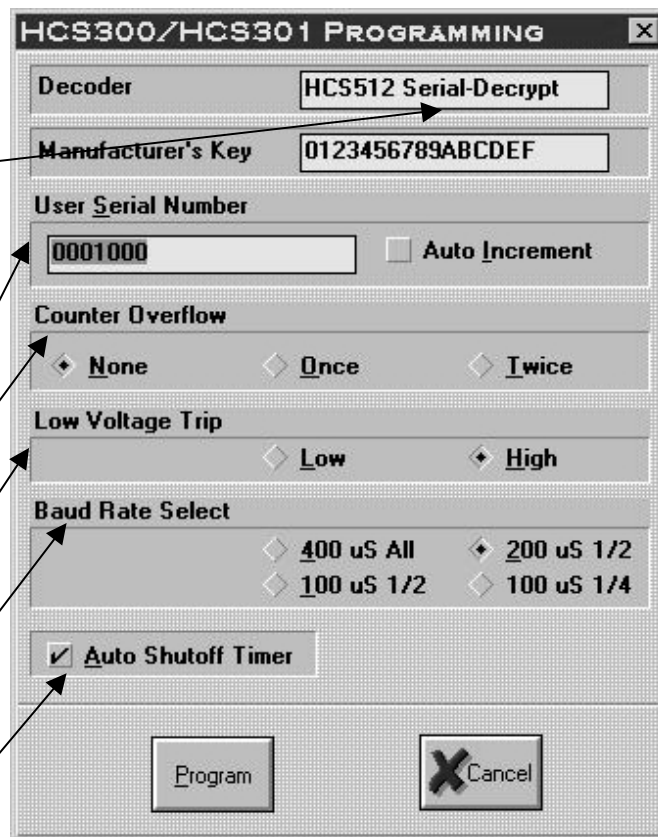 HCS300/HCS301 PROGRAMMING
Decoder HCS512 Serial-Decrypt
Manufacturer's Key 0123456789ABCDEF
User Serial Number
0001000 Auto Increment
Counter Overflow
None Once Twice
Low Voltage Trip
Low High
Baud Rate Select
400 uS All 200 uS 1/2
100 uS 1/2 100 uS 1/4
Auto Shutoff Timer
Program Cancel